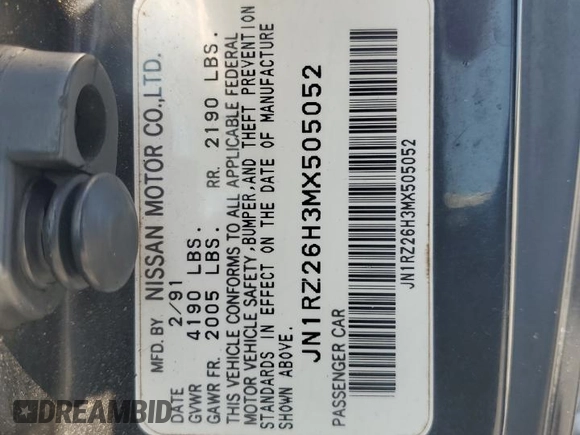 MFD.BY NISSAN MOTOR CO.,LTD.
DATE 2/91
GVWR 4190 LBS.
GAWR FR. 2005 LBS. RR. 2190 LBS.
THIS VEHICLE CONFORMS TO ALL APPLICABLE FEDERAL
MOTOR VEHICLE SAFETY,BUMPER,AND THEFT PREVENTION
STANDARDS IN EFFECT ON THE DATE OF MANUFACTURE
SHOWN ABOVE.
JN1RZ26H3MX505052
PASSENGER CAR
JN1RZ26H3MX505052
DREAMBID